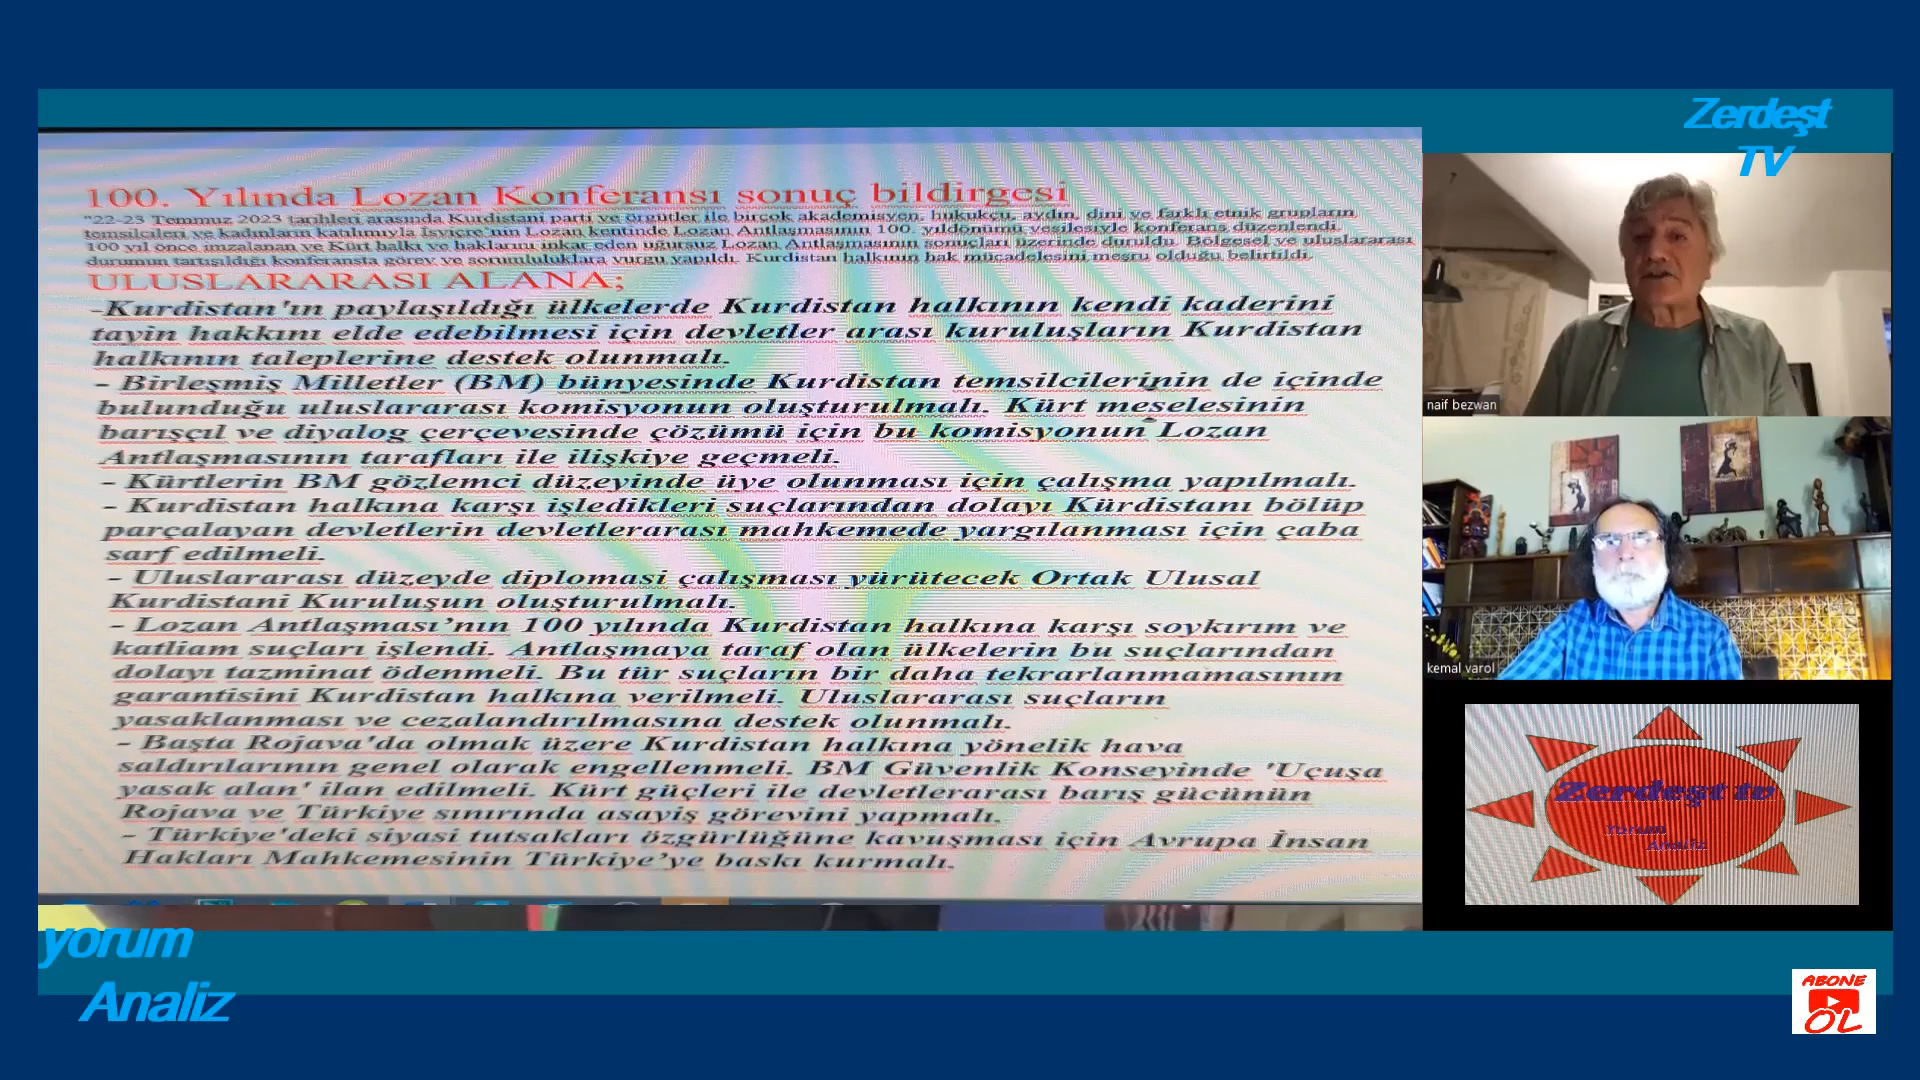 Zerdeşt
TV
100. Yılında Lozan Konferansı sonuç bildirgesi
"22-23 Temmuz 2023 tarihleri arasında Kurdistani parti ve örgütler ile birçok akademisyen, hukukçu, aydın, dini ve farklı etnik grupların
temsilcileri ve kadınların katılımıyla İsviçre'nin Lozan kentinde Lozan Antlaşmasının 100. yıldönümü vesilesiyle konferans düzenlendi.
100 yıl önce imzalanan ve Kürt halkı ve haklarını inkar eden uğursuz Lozan Antlaşmasının sonuçları üzerinde duruldu. Bölgesel ve uluslararası
durumun tartışıldığı konferansta görev ve sorumluluklara vurgu yapıldı. Kurdistan halkının hak mücadelesini meşru olduğu belirtildi.
ULUSLARARASI ALANA;
-Kurdistan'ın paylaşıldığı ülkelerde Kurdistan halkının kendi kaderini
tayin hakkını elde edebilmesi için devletler arası kuruluşların Kurdistan
halkının taleplerine destek olunmalı.
- Birleşmiş Milletler (BM) bünyesinde Kurdistan temsilcilerinin de içinde
bulunduğu uluslararası komisyonun oluşturulmalı. Kürt meselesinin
barışçıl ve diyalog çerçevesinde çözümü için bu komisyonun Lozan
Antlaşmasının tarafları ile ilişkiye geçmeli.
- Kürtlerin BM gözlemci düzeyinde üye olunması için çalışma yapılmalı.
- Kurdistan halkına karşı işledikleri suçlarından dolayı Kürdistanı bölüp
parçalayan devletlerin devletler arası mahkemede yargılanması için çaba
sarf edilmeli.
- Uluslararası düzeyde diplomasi çalışması yürütecek Ortak Ulusal
Kurdistani Kuruluşun oluşturulmalı.
- Lozan Antlaşması'nın 100 yılında Kurdistan halkına karşı soykırım ve
katliam suçları işlendi. Antlaşmaya taraf olan ülkelerin bu suçlarından
dolayı tazminat ödenmeli. Bu tür suçların bir daha tekrarlanmamasının
garantisini Kurdistan halkına verilmeli. Uluslararası suçların
yasaklanması ve cezalandırılmasına destek olunmalı.
- Başta Rojava'da olmak üzere Kurdistan halkına yönelik hava
saldırılarının genel olarak engellenmeli. BM Güvenlik Konseyinde 'Uçuşa
yasak alan' ilan edilmeli. Kürt güçleri ile devletlerarası barış gücünün
Rojava ve Türkiye sınırında asayiş görevini yapmalı.
- Türkiye'deki siyasi tutsakları özgürlüğüne kavuşması için Avrupa İnsan
Hakları Mahkemesinin Türkiye'ye baskı kurmalı.
naif bezwan
kemal varol
Zerdeşt tv
Yorum
Analiz
yorum
Analiz
ABONE
OL